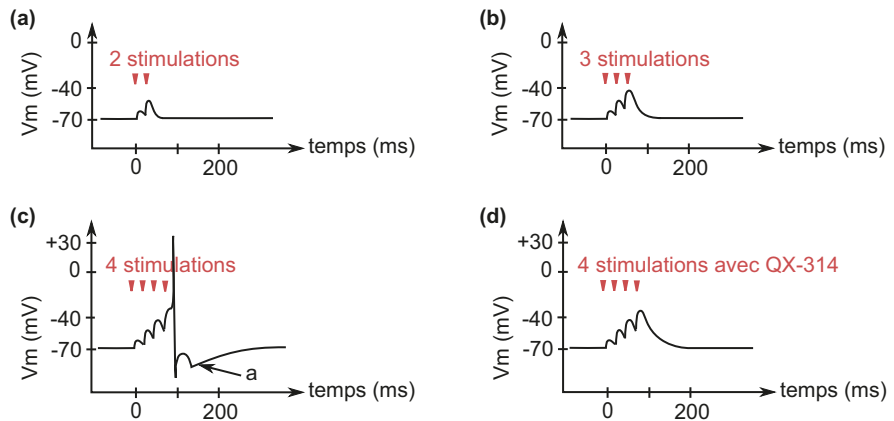 (a)
Vm (mV)
0
-40
-70
2 stimulations
0
200
temps (ms)
(b)
Vm (mV)
0
-40
-70
3 stimulations
0
200
temps (ms)
(c)
Vm (mV)
+30
0
-40
-70
4 stimulations
a
0
200
temps (ms)
(d)
Vm (mV)
+30
0
-40
-70
4 stimulations avec QX-314
0
200
temps (ms)